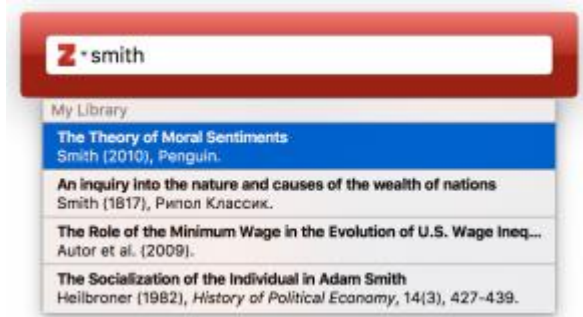 Z smith
My Library
The Theory of Moral Sentiments
Smith (2010), Penguin.
An inquiry into the nature and causes of the wealth of nations
Smith (1817), Рипол Классик.
The Role of the Minimum Wage in the Evolution of U.S. Wage Ineq...
Autor et al. (2009).
The Socialization of the Individual in Adam Smith
Heilbroner (1982), History of Political Economy, 14(3), 427-439.